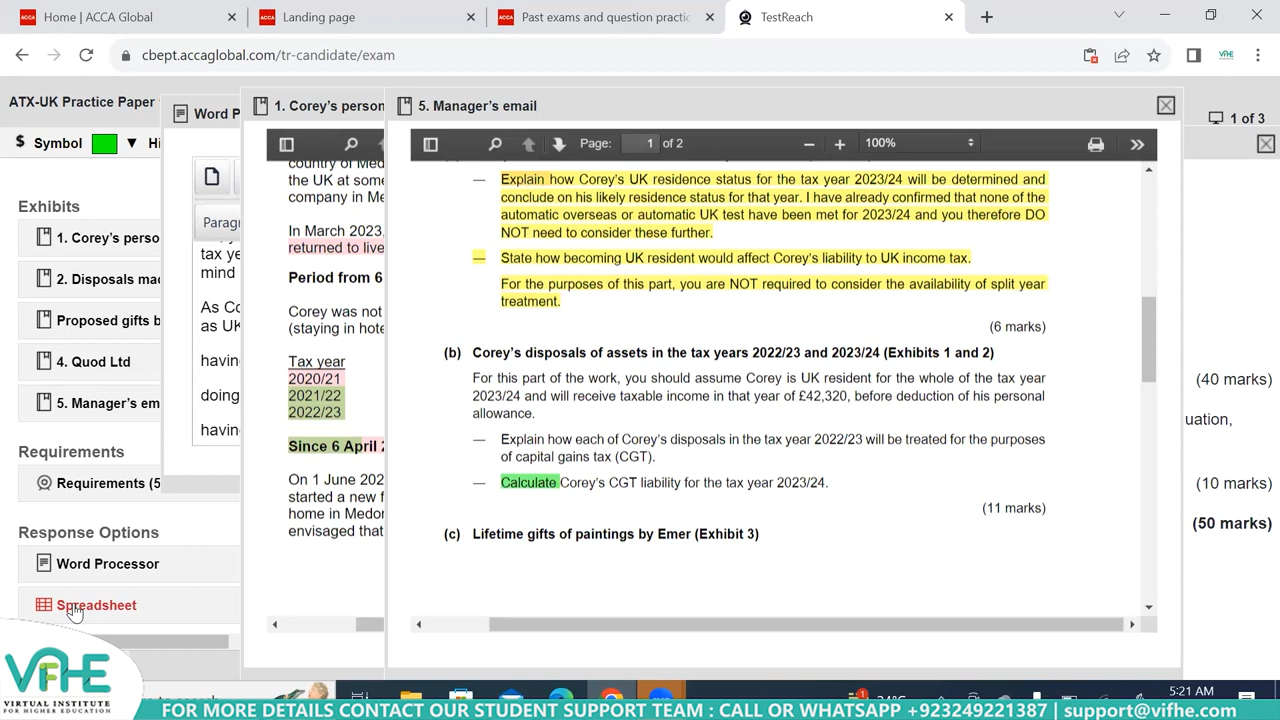 Home | ACCA Global
Landing page
Past exams and question practi
TestReach
cbept.accaglobal.com/tr-candidate/exam
ATX-UK Practice Paper
1 of 3
$ Symbol
Hi
Exhibits
1. Corey's perso
2. Disposals mad
Proposed gifts b
4. Quod Ltd
5. Manager's em
Requirements
Requirements (5
Response Options
Word Processor
Spreadsheet
Word P
Paragr
tax ye
mind
As Co
as UK
having
doing
having
1. Corey's person
Page:
country of Med
the UK at some
company in Me
In March 2023,
returned to live
Period from 6
Corey was not
(staying in hote
Tax year
2020/21
2021/22
2022/23
Since 6 April 2
On 1 June 202
started a new f
home in Medor
envisaged that
5. Manager's email
Page: 1 of 2
100%
— Explain how Corey's UK residence status for the tax year 2023/24 will be determined and
conclude on his likely residence status for that year. I have already confirmed that none of the
automatic overseas or automatic UK test have been met for 2023/24 and you therefore DO
NOT need to consider these further.
— State how becoming UK resident would affect Corey's liability to UK income tax.
For the purposes of this part, you are NOT required to consider the availability of split year
treatment.
(6 marks)
(b) Corey's disposals of assets in the tax years 2022/23 and 2023/24 (Exhibits 1 and 2)
For this part of the work, you should assume Corey is UK resident for the whole of the tax year
2023/24 and will receive taxable income in that year of £42,320, before deduction of his personal
allowance.
— Explain how each of Corey's disposals in the tax year 2022/23 will be treated for the purposes
of capital gains tax (CGT).
— Calculate Corey's CGT liability for the tax year 2023/24.
(11 marks)
(c) Lifetime gifts of paintings by Emer (Exhibit 3)
(40 marks)
uation,
(10 marks)
(50 marks)
5:21 AM
VFHE
VIRTUAL INSTITUTE
FOR HIGHER EDUCATION
FOR MORE DETAILS CONTACT OUR STUDENT SUPPORT TEAM : CALL OR WHATSAPP +923249221387 | support@vifhe.com